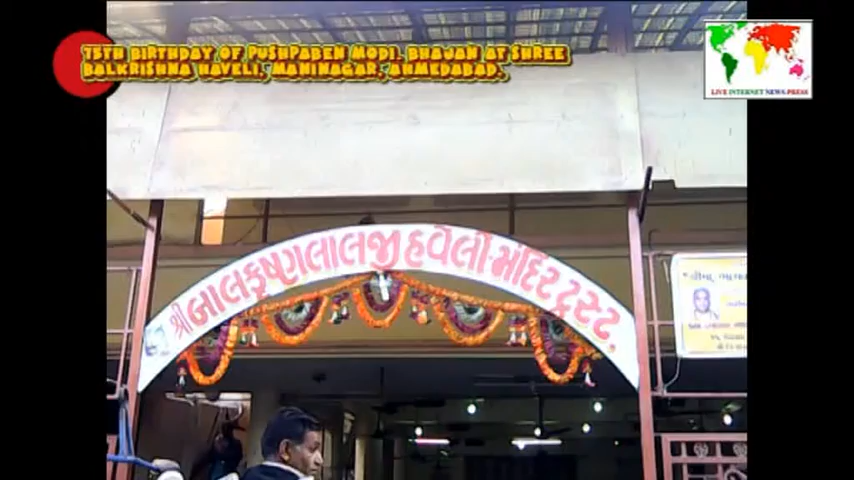 75TH BIRTHDAY OF PUSHPABEN MODI. BHAJAN AT SHREE
BALKRISHNA HAVELI, MANINAGAR, AHMEDABAD.
LIVE INTERNET NEWS PRESS
શ્રી બાલકૃષ્ણલાલજી હવેલી મંદિર ટ્રસ્ટ.